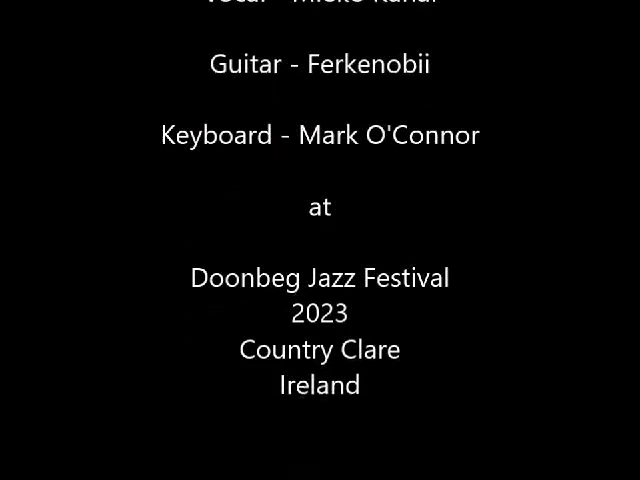 Guitar - Ferkenobii
Keyboard - Mark O'Connor
at
Doonbeg Jazz Festival
2023
Country Clare
Ireland